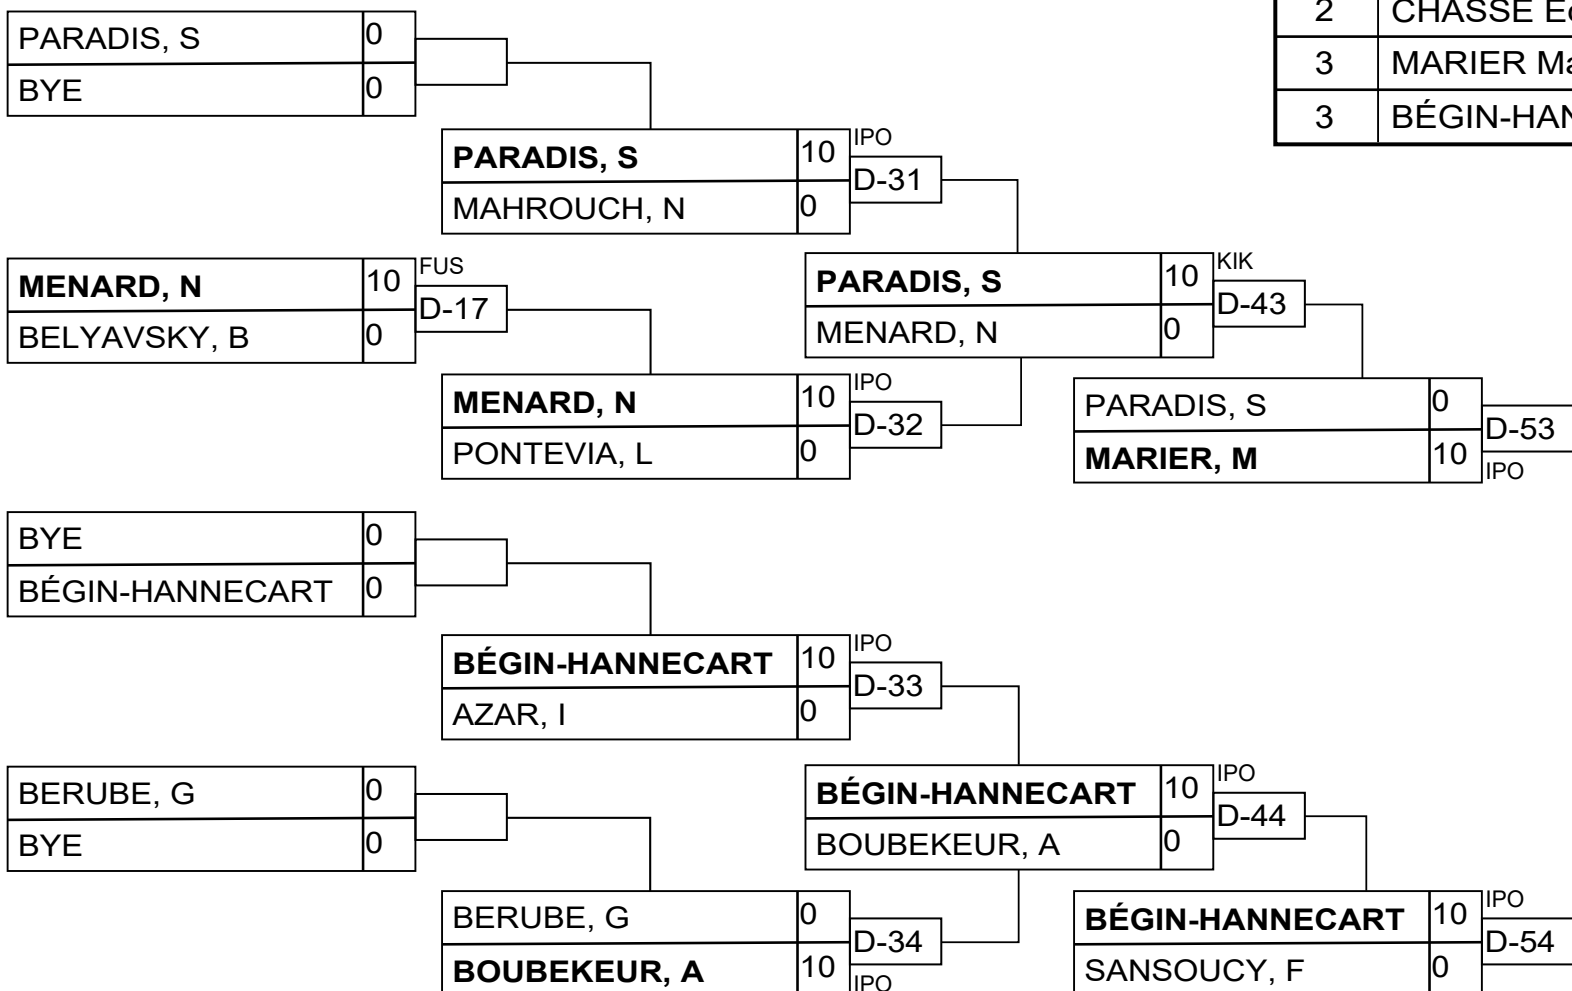 2 CHASSE
3 MARIER
3
PARADIS, S 0
BYE 0
PARADIS, S 10 IPO
D-31
MAHROUCH, N 0
MENARD, N 10 FUS
D-17
BELYAVSKY, B 0
MENARD, N 10 IPO
D-32
PONTEVIA, L 0
PARADIS, S 10 KIK
D-43
MENARD, N 0
PARADIS, S 0
D-53
MARIER, M 10 IPO
BYE 0
BÉGIN-HANNECART 0
BÉGIN-HANNECART 10 IPO
D-33
AZAR, I 0
BERUBE, G 0
BYE 0
BERUBE, G 0
D-34
BOUBEKEUR, A 10 IPO
BÉGIN-HANNECART 10 IPO
D-44
BOUBEKEUR, A 0
BÉGIN-HANNECART 10 IPO
D-54
SANSOUCY, F 0